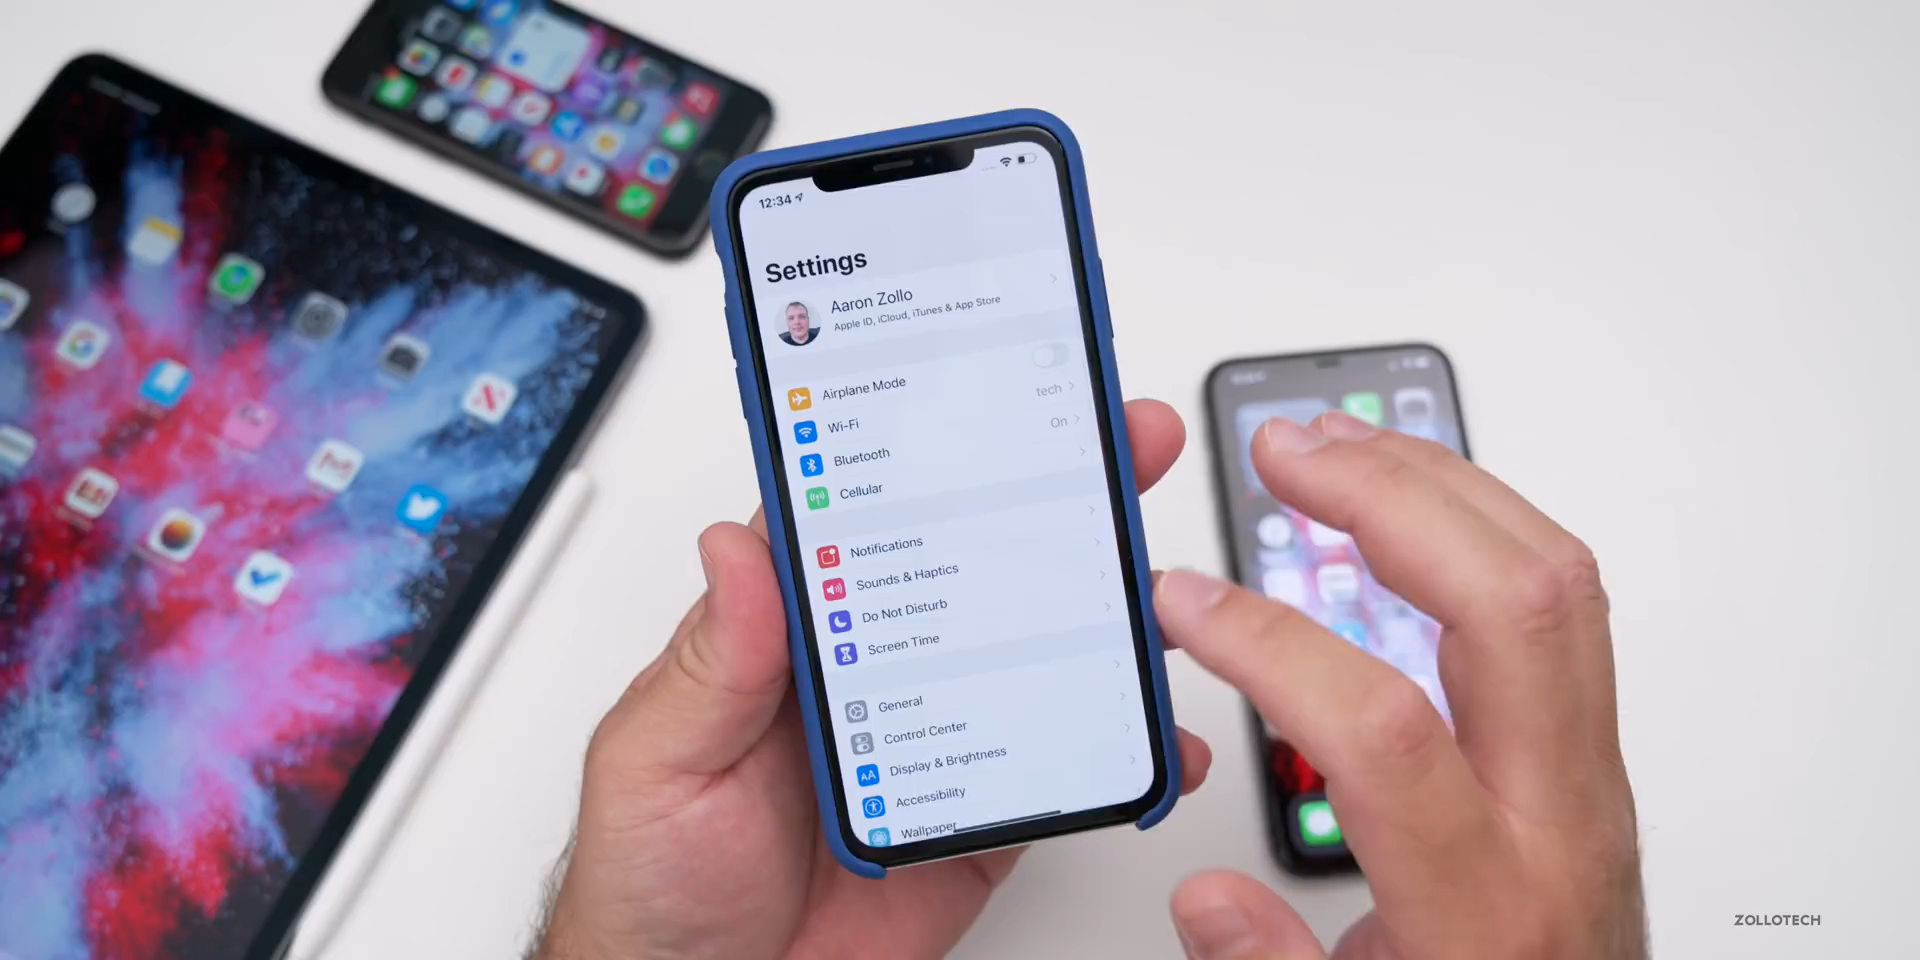 12:34
Settings
Aaron Zollo
Apple ID, iCloud, iTunes & App Store
Airplane Mode
Wi-Fi
tech
Bluetooth
On
Cellular
Notifications
Sounds & Haptics
Do Not Disturb
Screen Time
General
Control Center
AA
Display & Brightness
Accessibility
Wallpaper
ZOLLOTECH